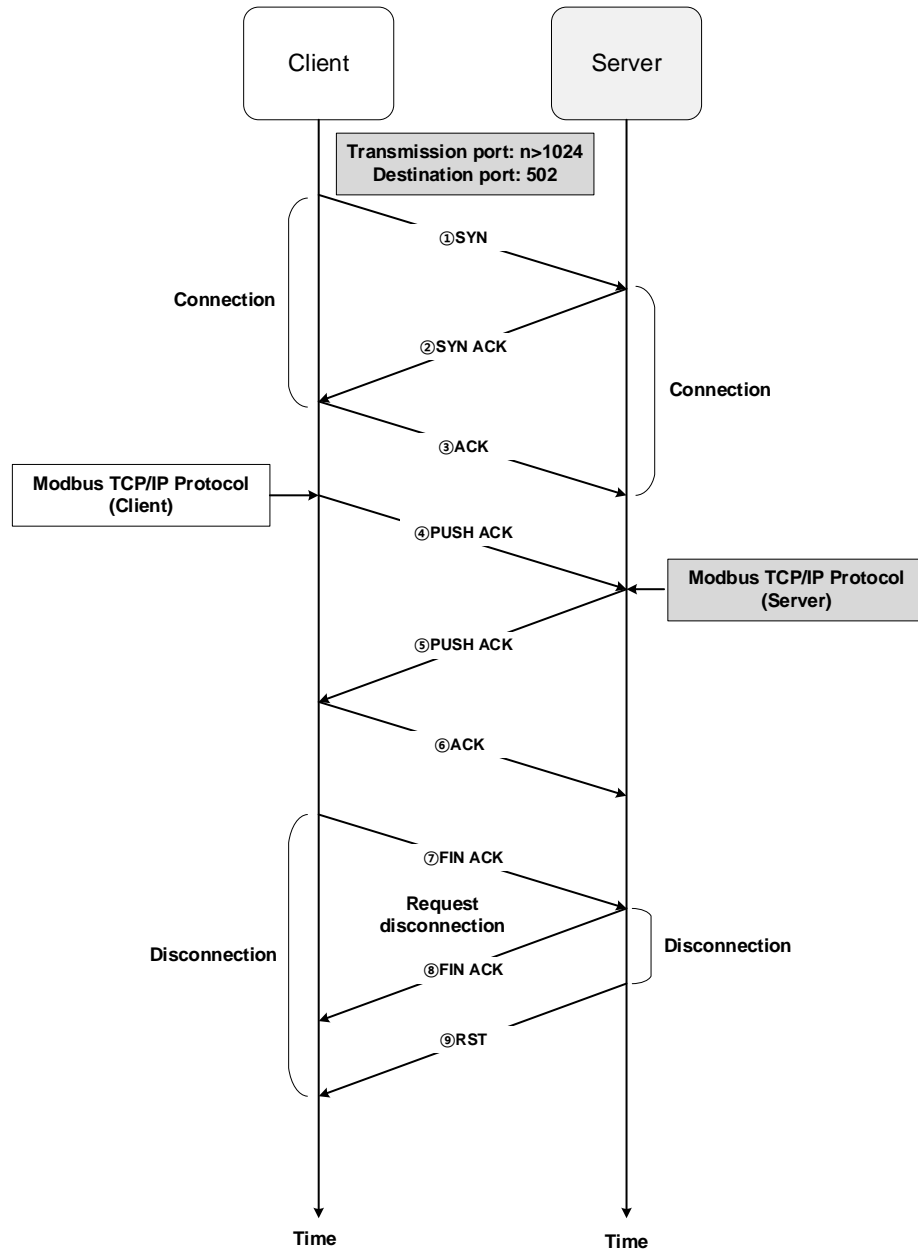 Client
Server
Transmission port: n>1024
Destination port: 502
①SYN
Connection
②SYN ACK
Connection
③ACK
Modbus TCP/IP Protocol
(Client)
④PUSH ACK
Modbus TCP/IP Protocol
(Server)
⑤PUSH ACK
⑥ACK
⑦FIN ACK
Request
disconnection
Disconnection
Disconnection
⑧FIN ACK
⑨RST
Time
Time